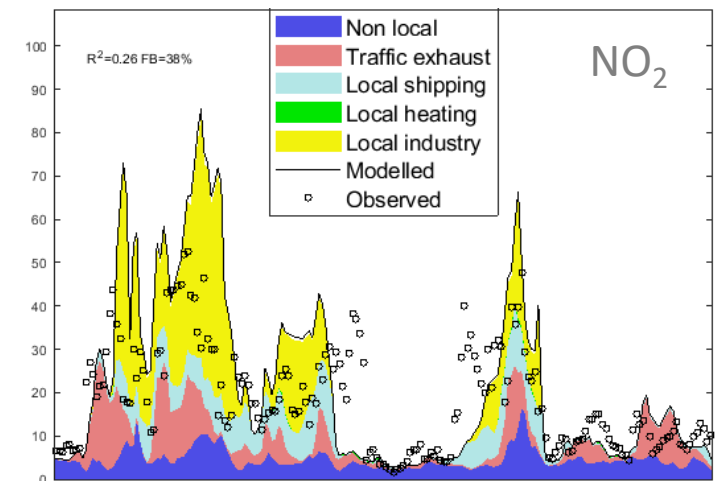 100
90
80
70
60
50
40
30
20
10
0
R²=0.26 FB=38%
Non local
Traffic exhaust
Local shipping
Local heating
Local industry
Modelled
Observed
NO₂